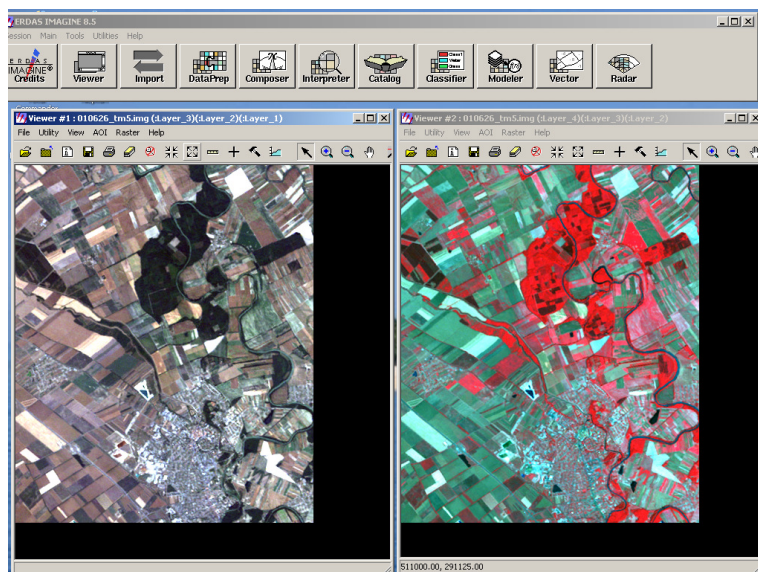 ERDAS IMAGINE 8.5
Session Main Tools Utilities Help
ERDAS
IMAGINE®
Credits Viewer Import DataPrep Composer Interpreter Catalog Classifier Modeler Vector Radar
Viewer #1 : 010626_tm5.img (:Layer_3)(:Layer_2)(:Layer_1)
File Utility View AOI Raster Help
Viewer #2 : 010626_tm5.img (:Layer_4)(:Layer_3)(:Layer_2)
File Utility View AOI Raster Help
511000.00, 291125.00